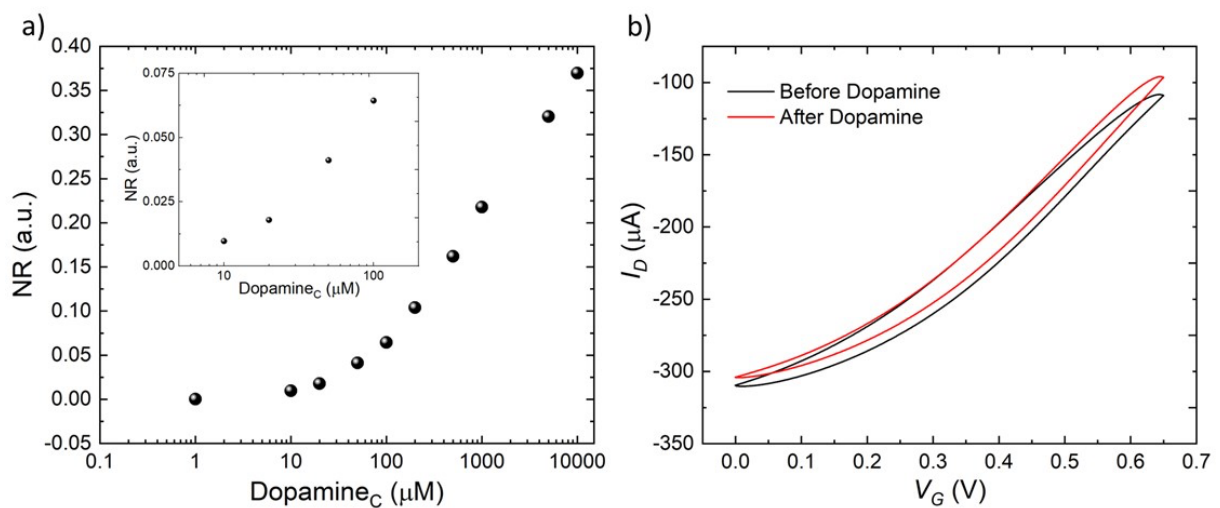 a)
0.40
0.35
0.30
0.25
0.20
0.15
0.10
0.05
0.00
-0.05
NR (a.u.)
0.1 1 10 100 1000 10000
Dopamine_C (μM)
0.075
0.050
0.025
0.000
NR (a.u.)
10 100
Dopamine_C (μM)
b)
-100
-150
-200
-250
-300
-350
I_D (μA)
Before Dopamine
After Dopamine
0.0 0.1 0.2 0.3 0.4 0.5 0.6 0.7
V_G (V)